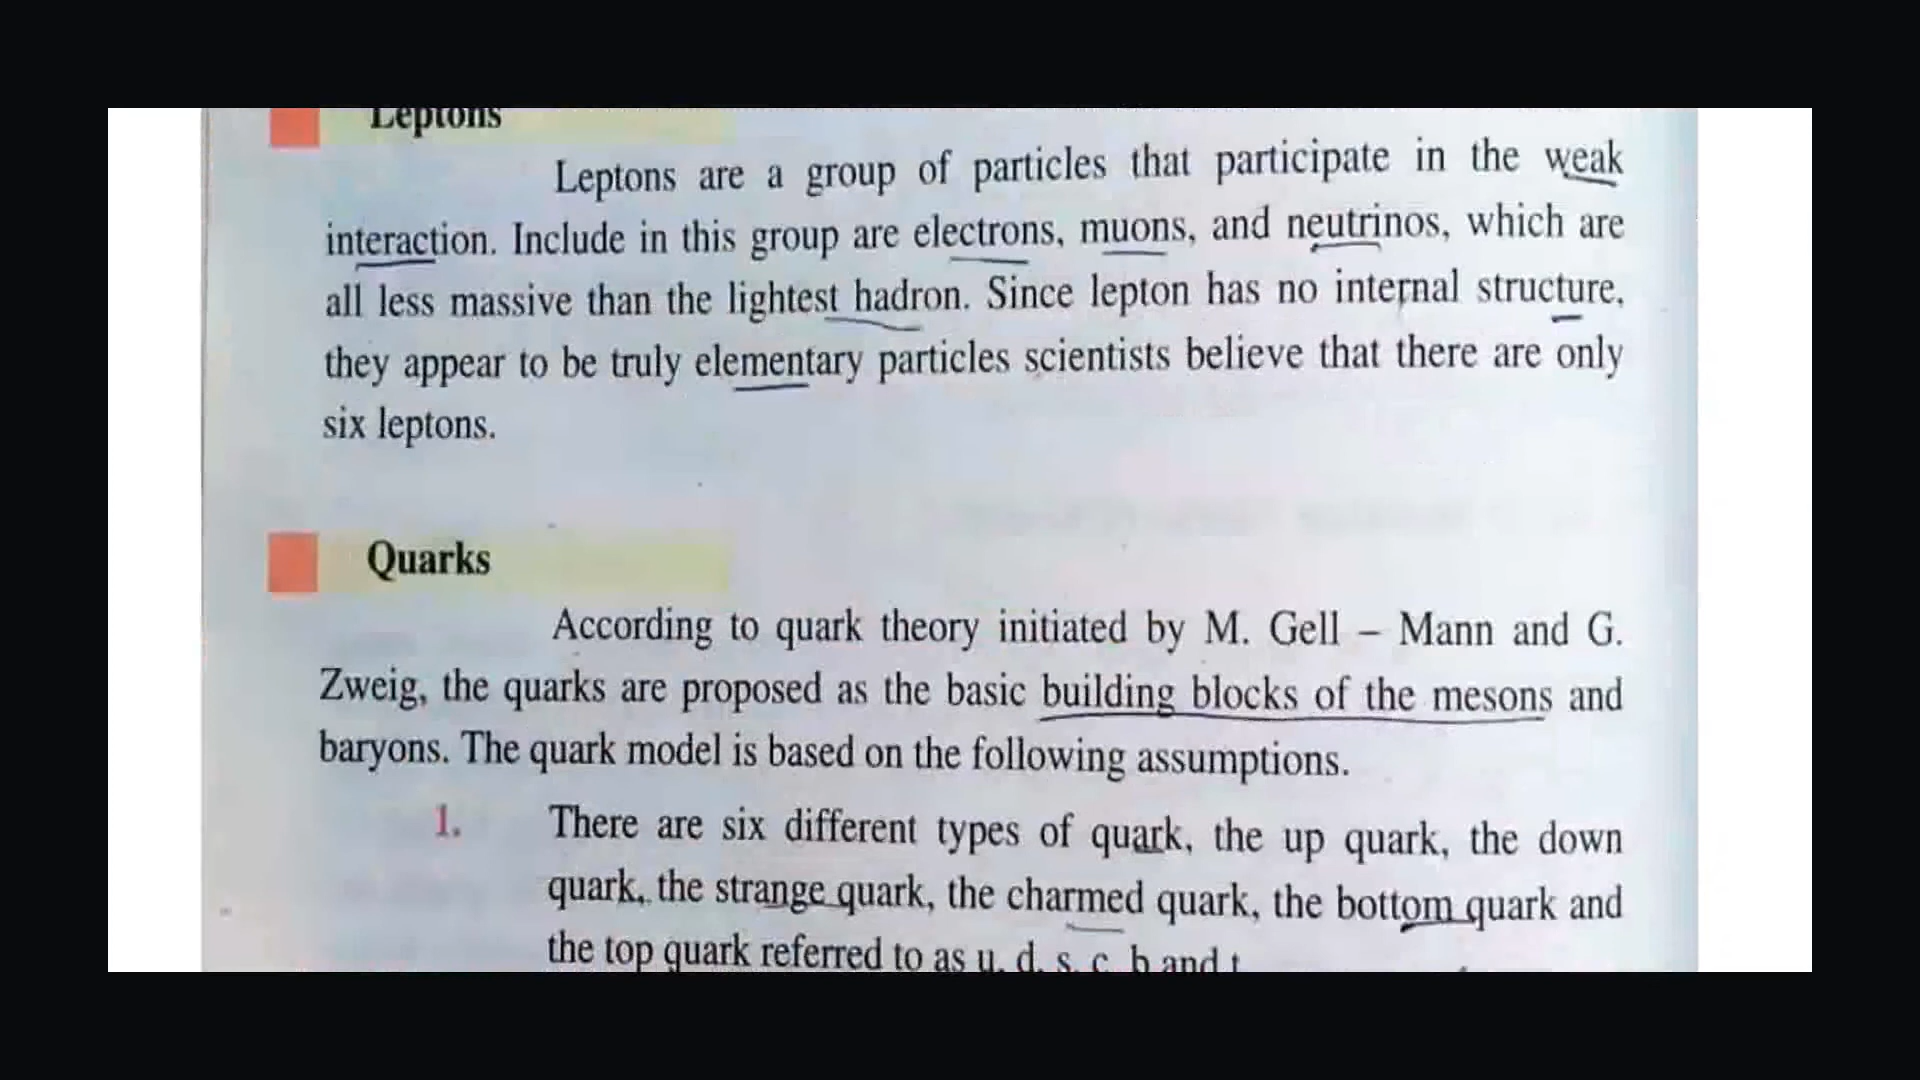 Leptons
Leptons are a group of particles that participate in the weak
interaction. Include in this group are electrons, muons, and neutrinos, which are
all less massive than the lightest hadron. Since lepton has no internal structure,
they appear to be truly elementary particles scientists believe that there are only
six leptons.
Quarks
According to quark theory initiated by M. Gell – Mann and G.
Zweig, the quarks are proposed as the basic building blocks of the mesons and
baryons. The quark model is based on the following assumptions.
1. There are six different types of quark, the up quark, the down
quark, the strange quark, the charmed quark, the bottom quark and
the top quark referred to as u, d, s, c, b and t